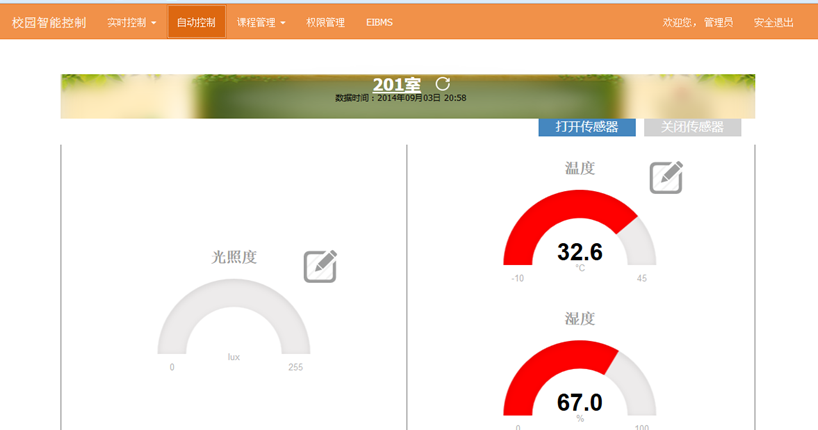 校园智能控制 实时控制 自动控制 课程管理 权限管理 EIBMS 欢迎您, 管理员 安全退出
201室
数据时间：2014年09月03日 20:58
打开传感器 关闭传感器
光照度
lux
0 255
温度
32.6
°C
-10 45
湿度
67.0
%
0 100